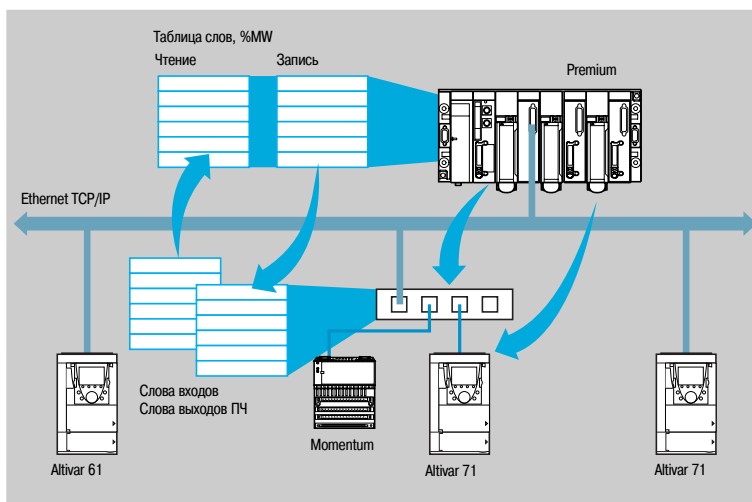 Таблица слов, %MW
Чтение
Запись
Premium
Ethernet TCP/IP
Слова входов
Слова выходов ПЧ
Momentum
Altivar 61
Altivar 71
Altivar 71